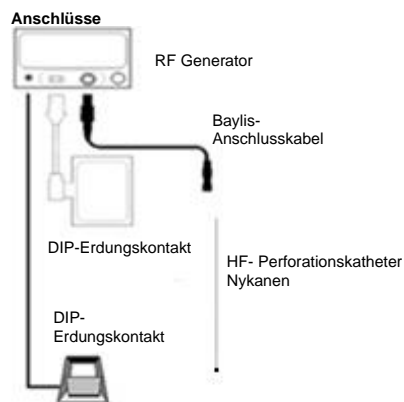 Anschlüsse
RF Generator
Baylis-
Anschlusskabel
DIP-Erdungskontakt
HF- Perforationskatheter
Nykanen
DIP-
Erdungskontakt